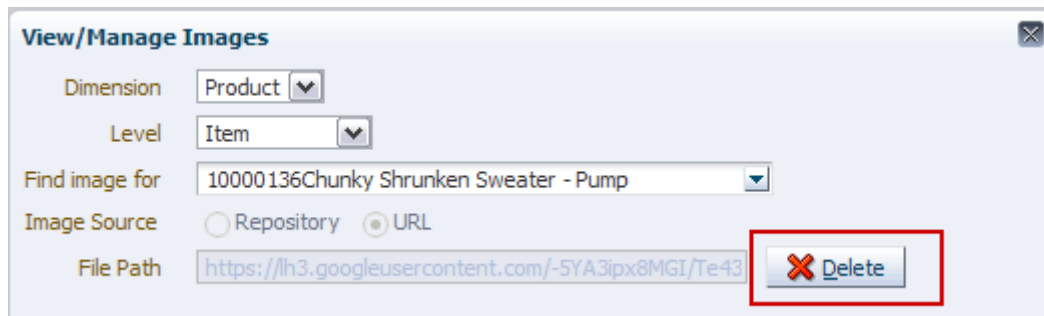 View/Manage Images
Dimension Product
Level Item
Find image for 10000136Chunky Shrunken Sweater - Pump
Image Source Repository URL
File Path https://lh3.googleusercontent.com/-5YA3ipx8MGI/Te43 Delete